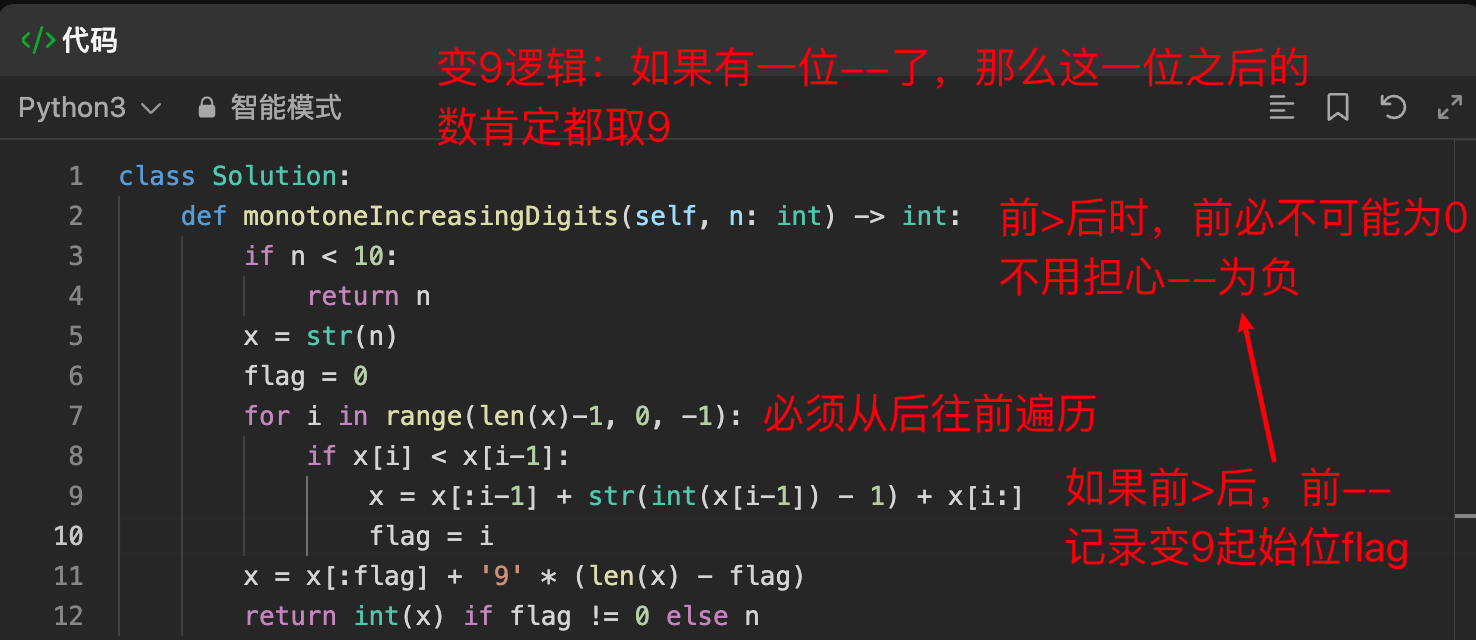 </> 代码
变9逻辑：如果有一位--了，那么这一位之后的
数肯定都取9
Python3 智能模式
1 class Solution:
2 def monotoneIncreasingDigits(self, n: int) -> int:
前>后时，前必不可能为0
不用担心--为负
3 if n < 10:
4 return n
5 x = str(n)
6 flag = 0
7 for i in range(len(x)-1, 0, -1): 必须从后往前遍历
8 if x[i] < x[i-1]:
9 x = x[:i-1] + str(int(x[i-1]) - 1) + x[i:]
如果前>后，前--
记录变9起始位flag
10 flag = i
11 x = x[:flag] + '9' * (len(x) - flag)
12 return int(x) if flag != 0 else n